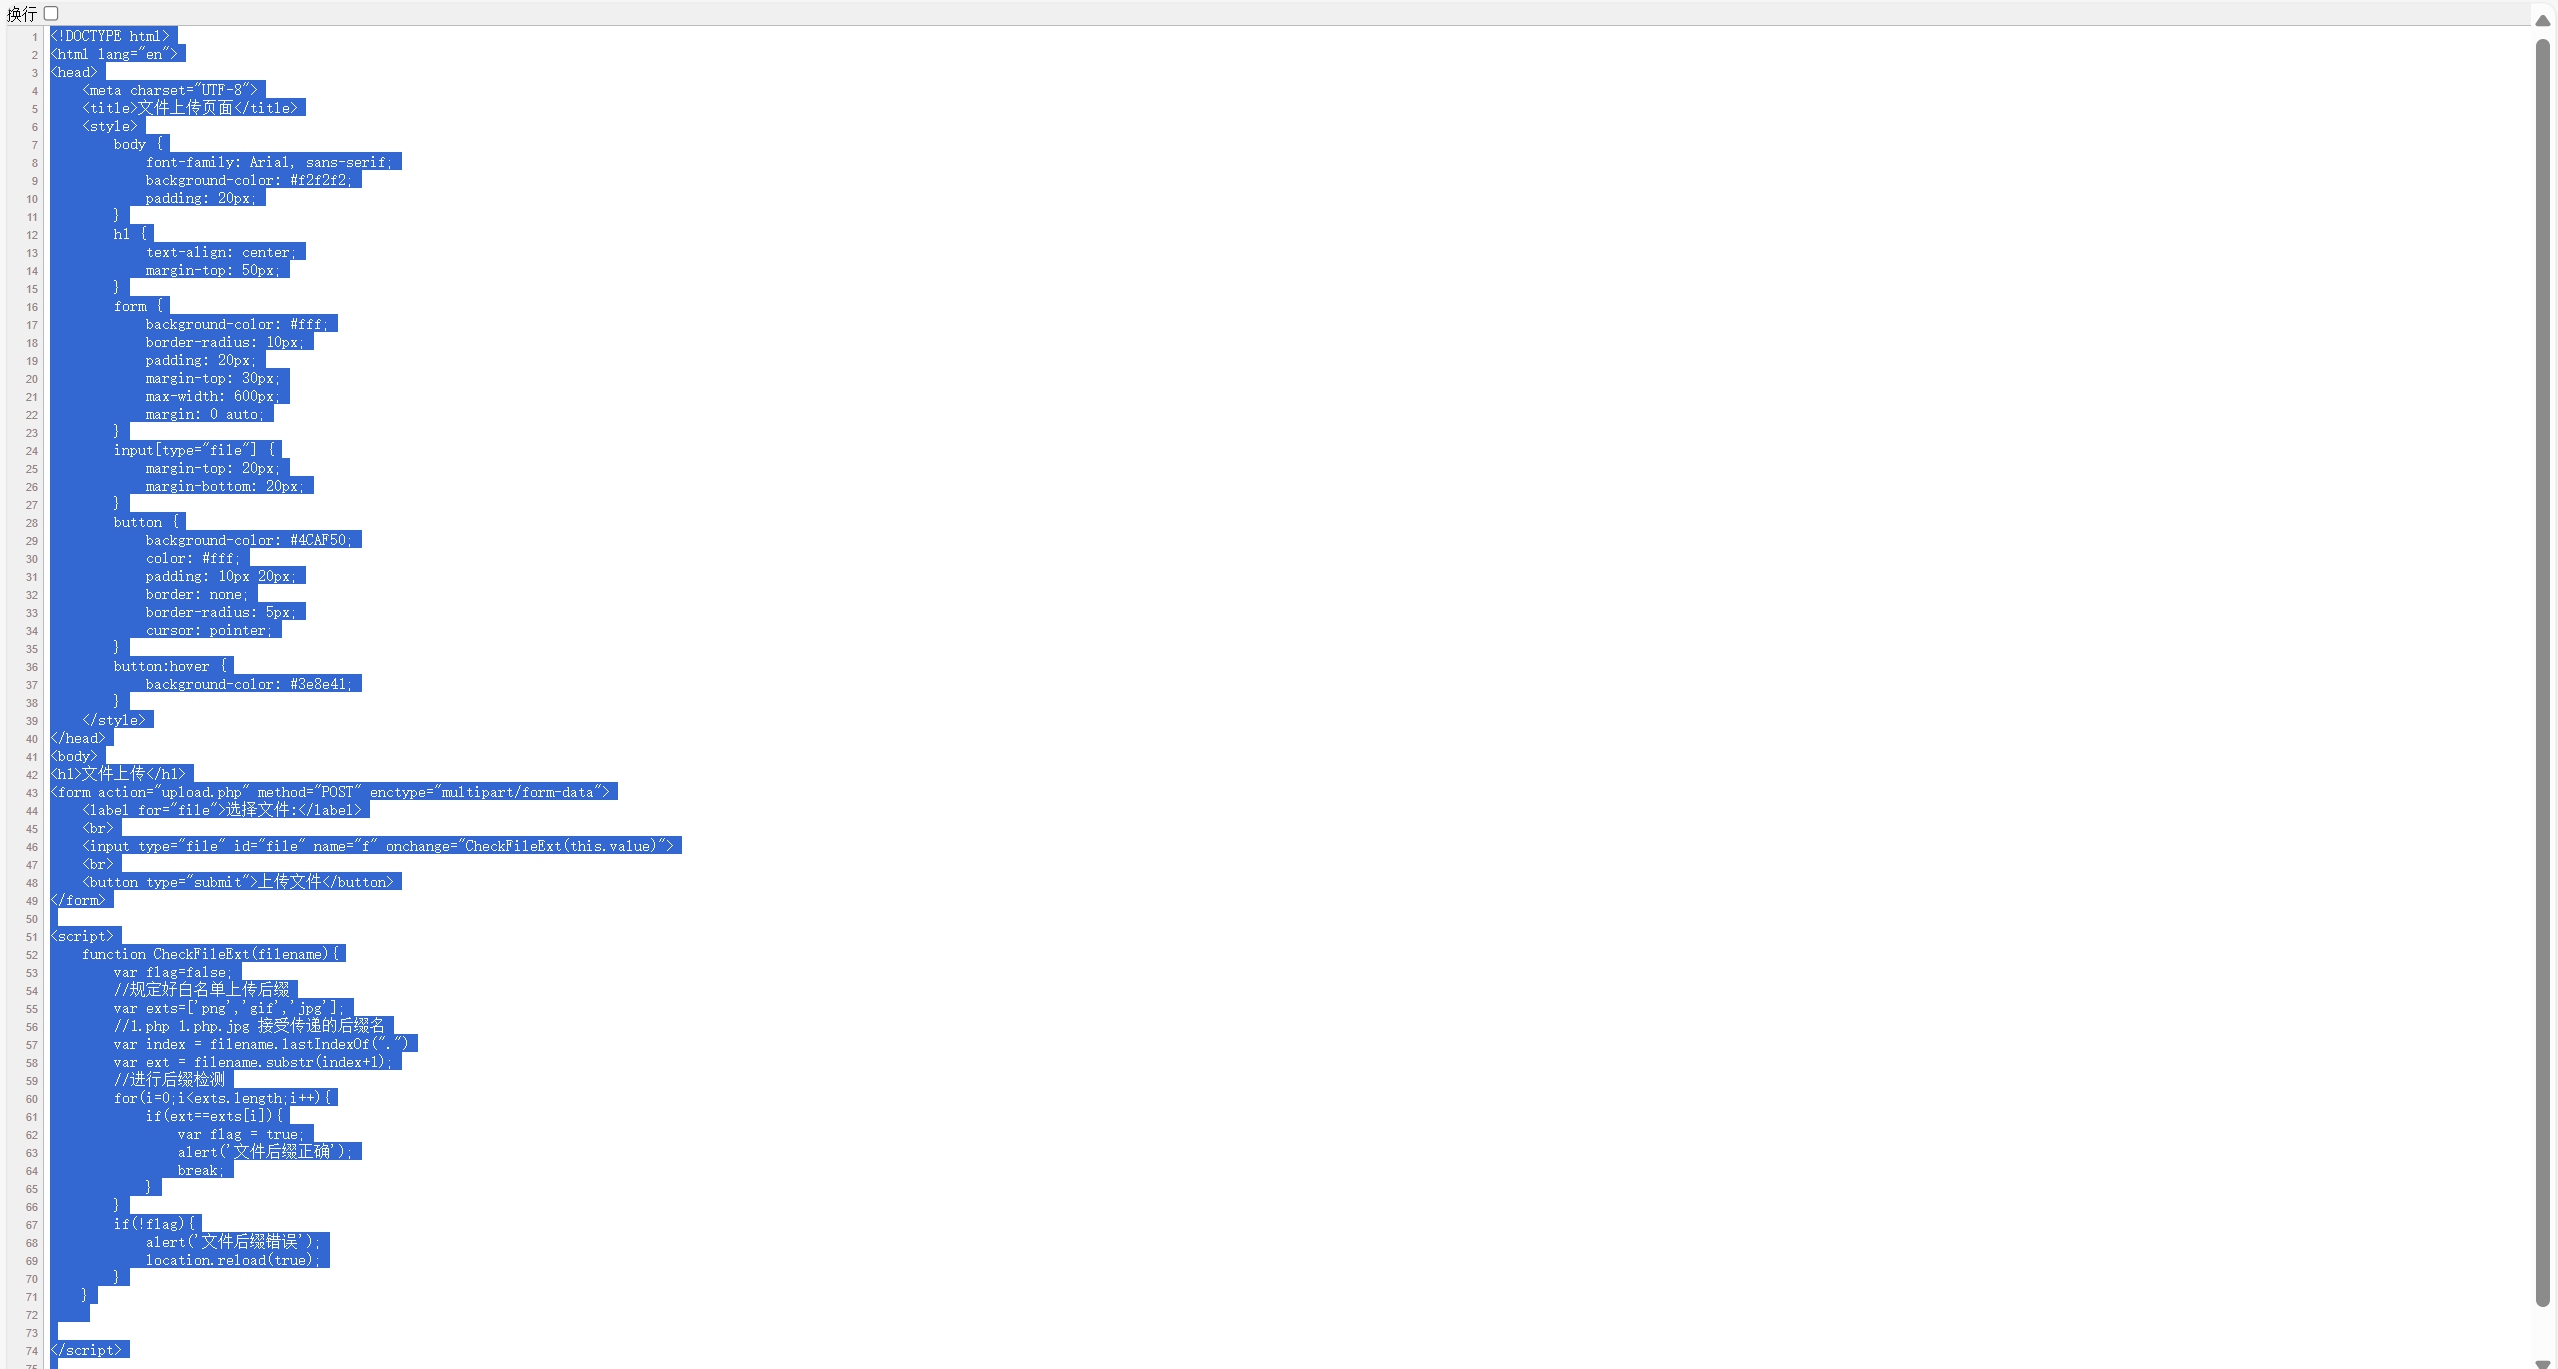 换行
1 <!DOCTYPE html>
2 <html lang="en">
3 <head>
4     <meta charset="UTF-8">
5     <title>文件上传页面</title>
6     <style>
7         body {
8             font-family: Arial, sans-serif;
9             background-color: #f2f2f2;
10             padding: 20px;
11         }
12         h1 {
13             text-align: center;
14             margin-top: 50px;
15         }
16         form {
17             background-color: #fff;
18             border-radius: 10px;
19             padding: 20px;
20             margin-top: 30px;
21             max-width: 600px;
22             margin: 0 auto;
23         }
24         input[type="file"] {
25             margin-top: 20px;
26             margin-bottom: 20px;
27         }
28         button {
29             background-color: #4CAF50;
30             color: #fff;
31             padding: 10px 20px;
32             border: none;
33             border-radius: 5px;
34             cursor: pointer;
35         }
36         button:hover {
37             background-color: #3e8e41;
38         }
39     </style>
40 </head>
41 <body>
42 <h1>文件上传</h1>
43 <form action="upload.php" method="POST" enctype="multipart/form-data">
44     <label for="file">选择文件:</label>
45     <br>
46     <input type="file" id="file" name="f" onchange="CheckFileExt(this.value)">
47     <br>
48     <button type="submit">上传文件</button>
49 </form>
50
51 <script>
52     function CheckFileExt(filename){
53         var flag=false;
54         //规定好白名单上传后缀
55         var exts=['png','gif','jpg'];
56         //1.php 1.php.jpg 接受传递的后缀名
57         var index = filename.lastIndexOf(".")
58         var ext = filename.substr(index+1);
59         //进行后缀检测
60         for(i=0;i<exts.length;i++){
61             if(ext==exts[i]){
62                 var flag = true;
63                 alert('文件后缀正确');
64                 break;
65             }
66         }
67         if(!flag){
68             alert('文件后缀错误');
69             location.reload(true);
70         }
71     }
72
73
74 </script>
75